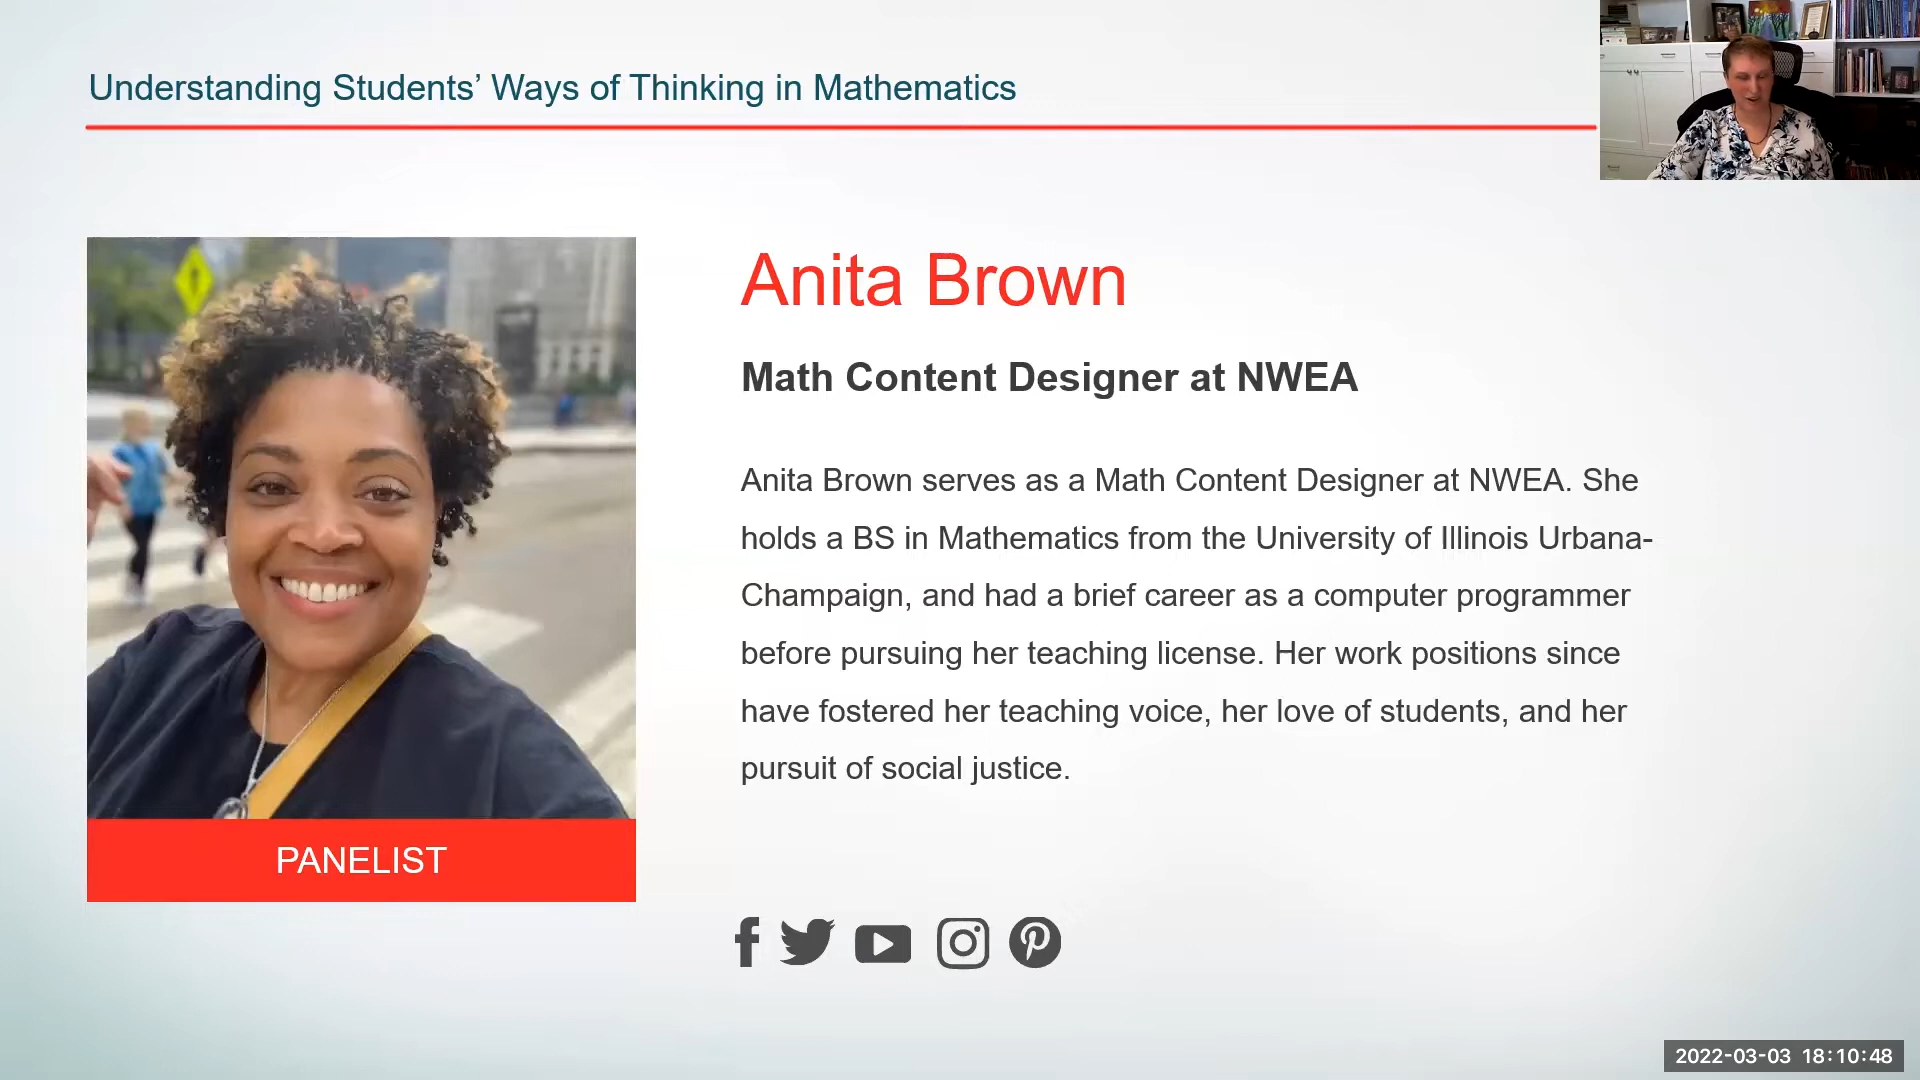 Understanding Students’ Ways of Thinking in Mathematics
Anita Brown
Math Content Designer at NWEA
Anita Brown serves as a Math Content Designer at NWEA. She
holds a BS in Mathematics from the University of Illinois Urbana-
Champaign, and had a brief career as a computer programmer
before pursuing her teaching license. Her work positions since
have fostered her teaching voice, her love of students, and her
pursuit of social justice.
PANELIST
2022-03-03 18:10:48